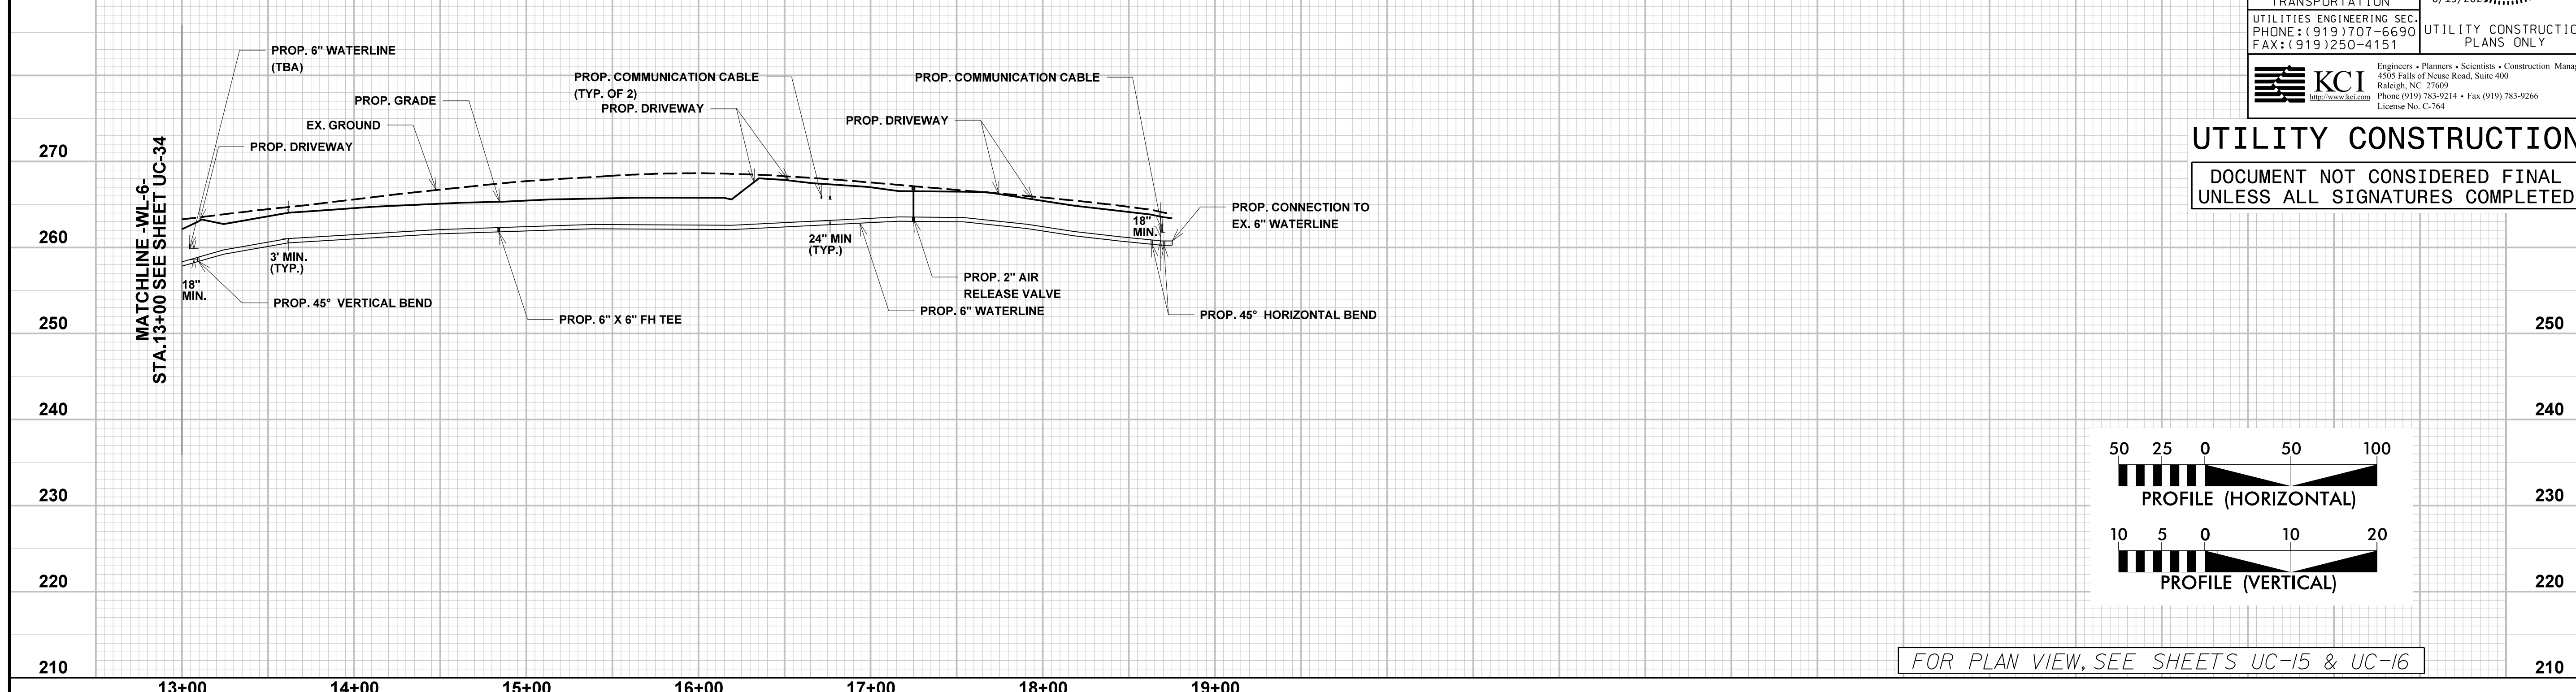 TRANSPORTATION
UTILITIES ENGINEERING SEC.
PHONE:(919)707-6690
FAX:(919)250-4151
UTILITY CONSTRUCTIO
PLANS ONLY
KCI
http://www.kci.com
Engineers • Planners • Scientists • Construction Manag
4505 Falls of Neuse Road, Suite 400
Raleigh, NC 27609
Phone (919) 783-9214 • Fax (919) 783-9266
License No. C-764
UTILITY CONSTRUCTION
DOCUMENT NOT CONSIDERED FINAL
UNLESS ALL SIGNATURES COMPLETED
MATCHLINE -WL-6-
STA.13+00 SEE SHEET UC-34
PROP. 6" WATERLINE
(TBA)
PROP. GRADE
EX. GROUND
PROP. DRIVEWAY
PROP. COMMUNICATION CABLE
(TYP. OF 2)
PROP. DRIVEWAY
PROP. COMMUNICATION CABLE
PROP. DRIVEWAY
PROP. CONNECTION TO
EX. 6" WATERLINE
18"
MIN.
24" MIN
(TYP.)
3' MIN.
(TYP.)
18"
MIN.
PROP. 45° VERTICAL BEND
PROP. 6" X 6" FH TEE
PROP. 2" AIR
RELEASE VALVE
PROP. 6" WATERLINE
PROP. 45° HORIZONTAL BEND
270
260
250
240
230
220
210
250
240
230
220
210
50 25 0 50 100
PROFILE (HORIZONTAL)
10 5 0 10 20
PROFILE (VERTICAL)
FOR PLAN VIEW, SEE SHEETS UC-15 & UC-16
13+00 14+00 15+00 16+00 17+00 18+00 19+00